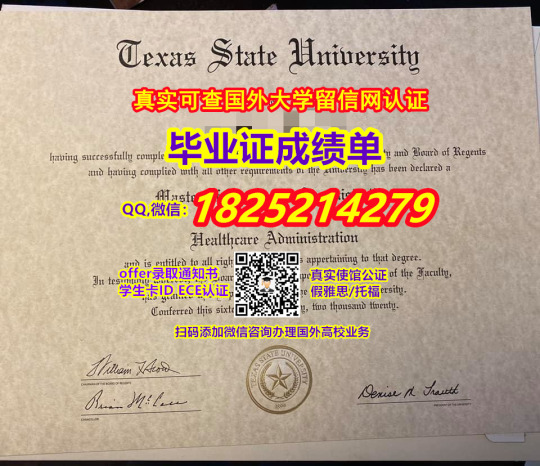 Texas State University
真实可查国外大学留信网认证
毕业证成绩单
having successfully comple y and Board of Regents
and having complied with all other requirements of the University has been declared a
Master
QQ,微信: 1825214279
Healthcare Administration
and is entitled to all righ appertaining to that degree.
offer录取通知书 真实使馆公证
In testimony of the Faculty,
学生卡ID,ECE认证 假雅思/托福
Conferred this sixt y, two thousand twenty.
扫码添加微信咨询办理国外高校业务
TEXAS STATE UNIVERSITY